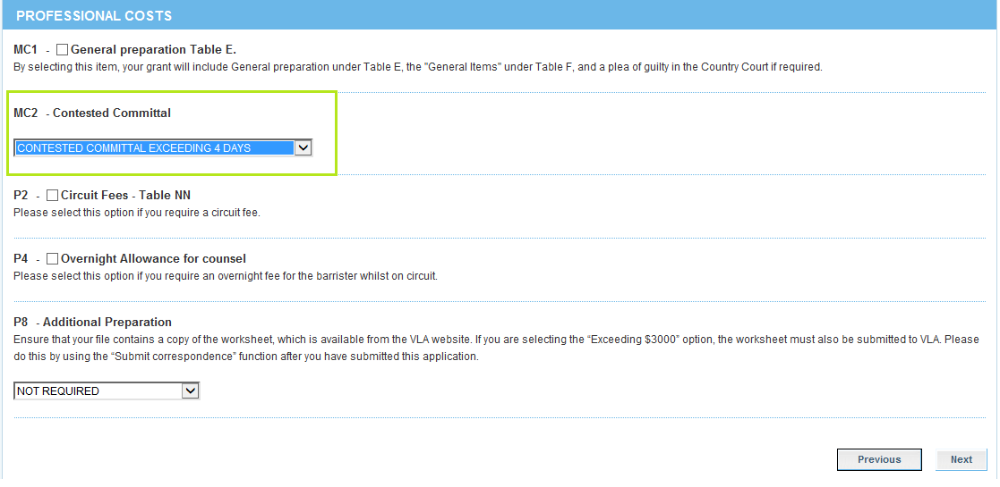 PROFESSIONAL COSTS
MC1 - General preparation Table E.
By selecting this item, your grant will include General preparation under Table E, the "General Items" under Table F, and a plea of guilty in the Country Court if required.
MC2 - Contested Committal
CONTESTED COMMITTAL EXCEEDING 4 DAYS
P2 - Circuit Fees - Table NN
Please select this option if you require a circuit fee.
P4 - Overnight Allowance for counsel
Please select this option if you require an overnight fee for the barrister whilst on circuit.
P8 - Additional Preparation
Ensure that your file contains a copy of the worksheet, which is available from the VLA website. If you are selecting the “Exceeding $3000” option, the worksheet must also be submitted to VLA. Please
do this by using the “Submit correspondence” function after you have submitted this application.
NOT REQUIRED
Previous Next